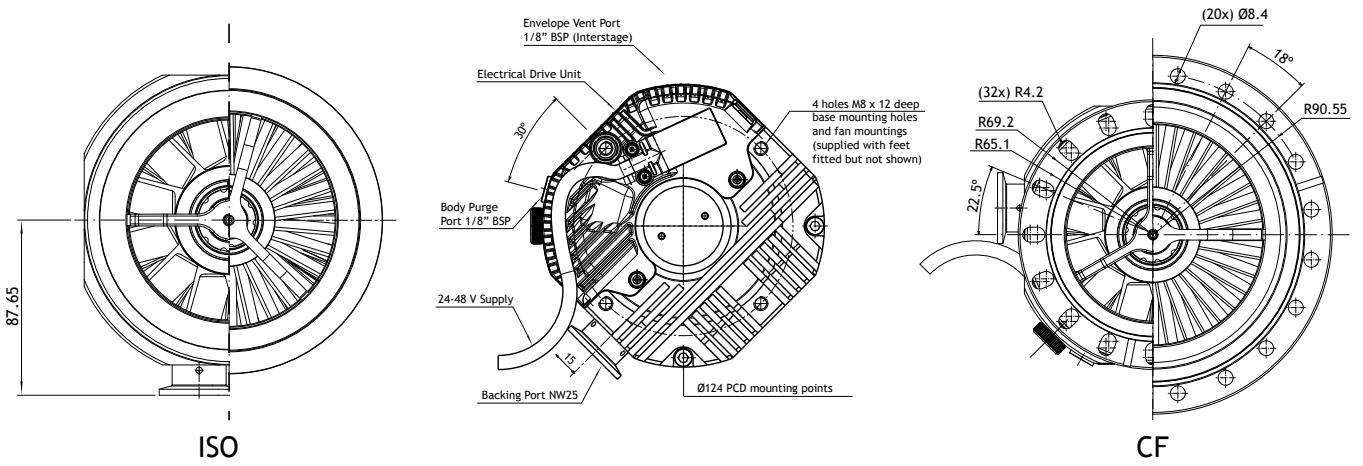 87.65
ISO
Envelope Vent Port
1/8” BSP (Interstage)
Electrical Drive Unit
30°
4 holes M8 x 12 deep
base mounting holes
and fan mountings
(supplied with feet
fitted but not shown)
Body Purge
Port 1/8” BSP
24-48 V Supply
15
Backing Port NW25
Ø124 PCD mounting points
(20x) Ø8.4
18°
(32x) R4.2
R69.2
R65.1
R90.55
22.5°
CF